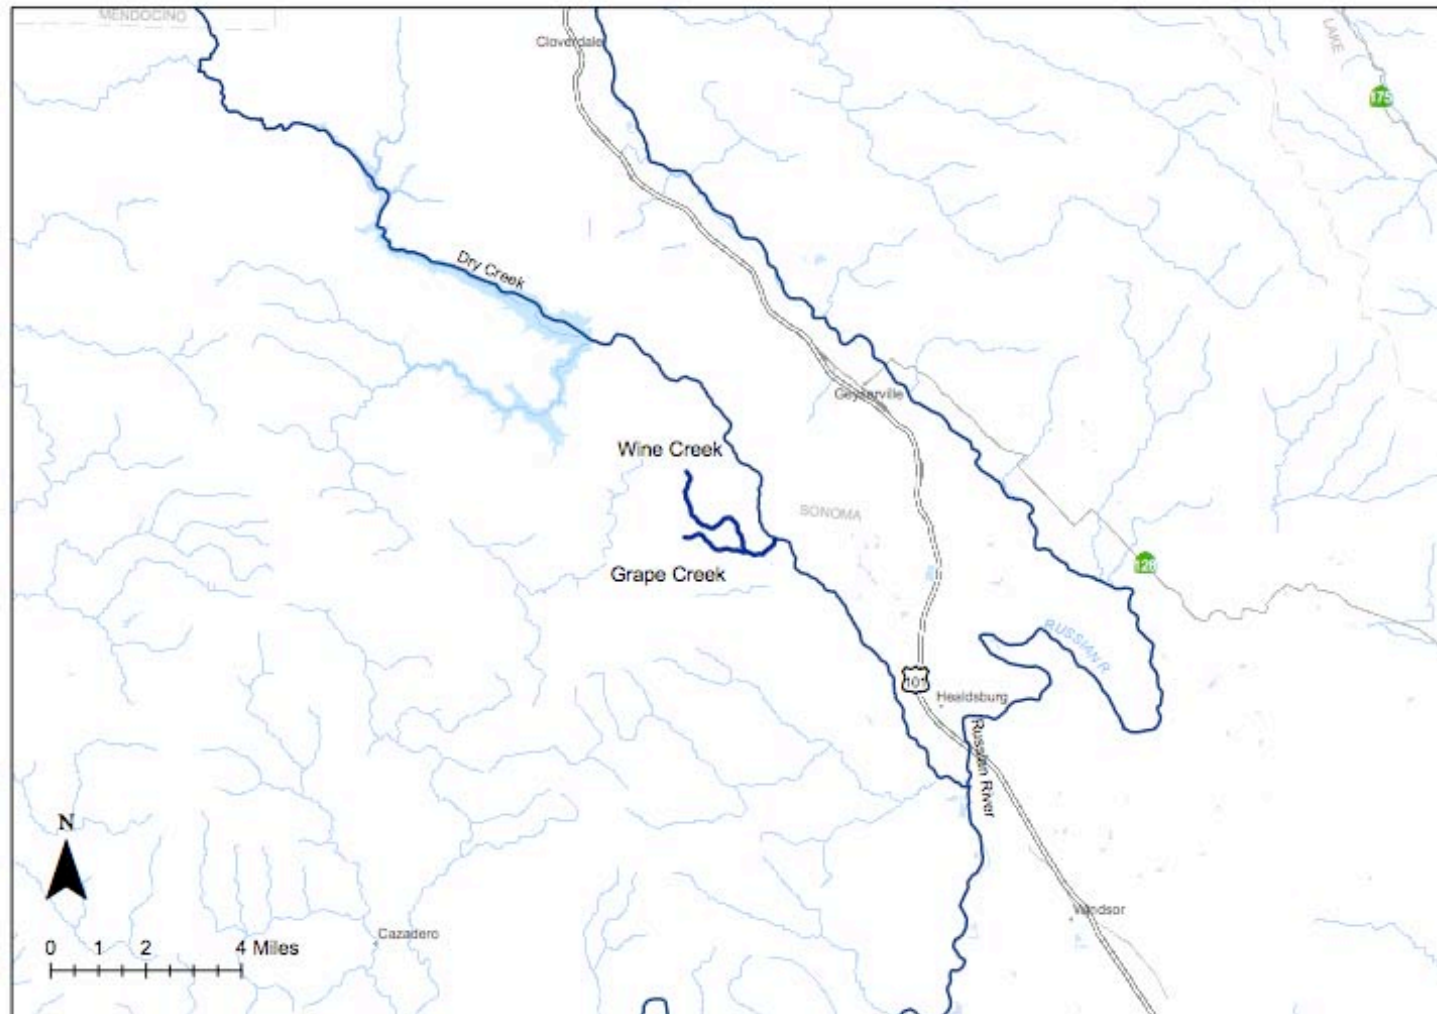 MENDOCINO
Cloverdale
LAKE
175
Dry Creek
Geyserville
Wine Creek
SONOMA
128
Grape Creek
RUSSIAN R
101
Healdsburg
Russian River
N
Windsor
Cazadero
0 1 2 4 Miles